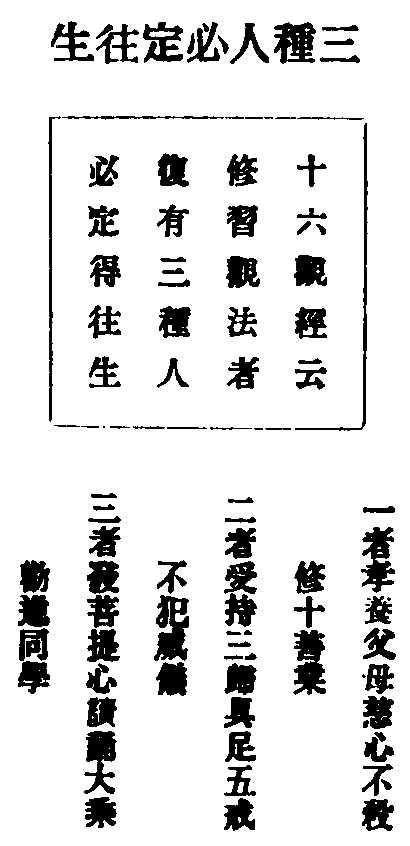 三種人必定往生
十六觀經云
修習觀法者
復有三種人
必定得往生
一者孝養父母慈心不殺
修十善業
二者受持三歸具足五戒
不犯威儀
三者發菩提心讀誦大乘
勸進同學